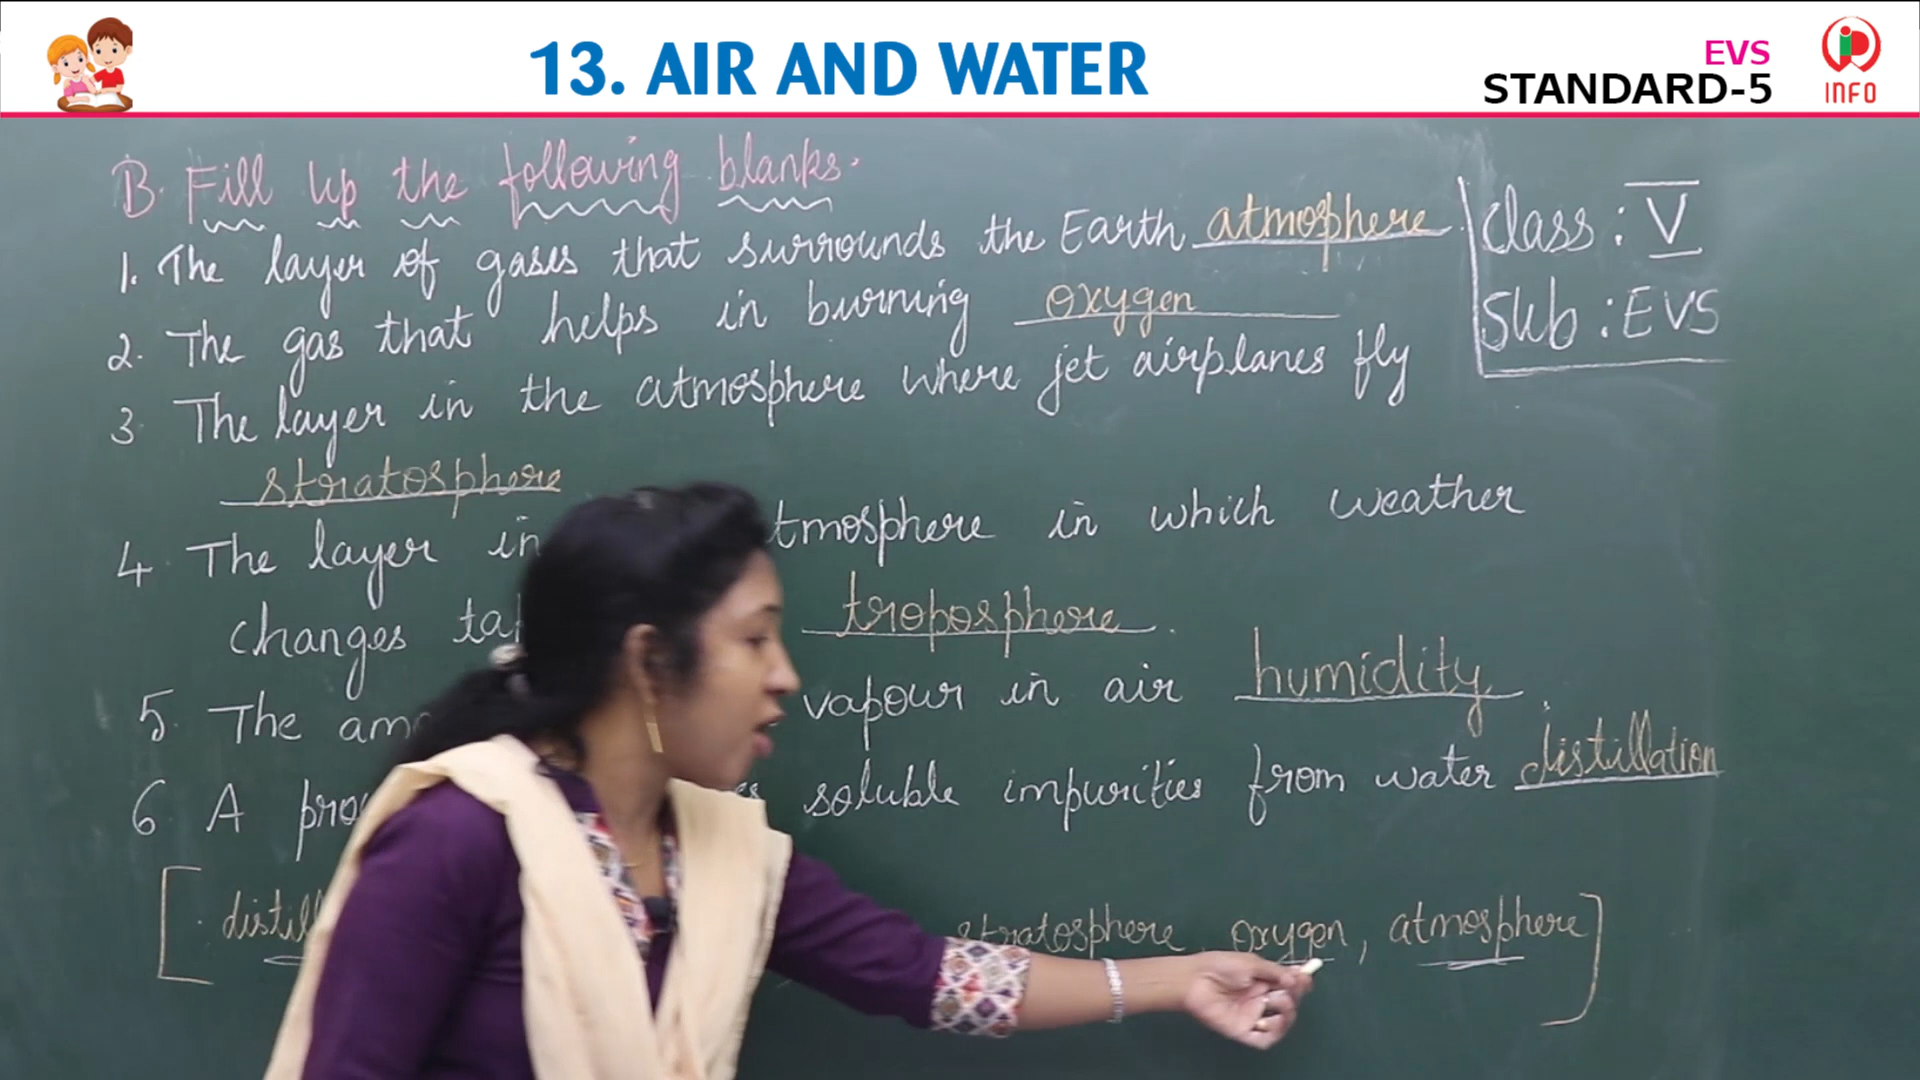 13. AIR AND WATER
EVS
STANDARD-5
INFO
B. Fill up the following blanks.
1. The layer of gases that surrounds the Earth atmosphere.
2. The gas that helps in burning oxygen
3 The layer in the atmosphere where jet airplanes fly
stratosphere
4. The layer in tmosphere in which weather
changes troposphere.
5. The vapour in air humidity.
6 A soluble impurities from water distillation
[ stratosphere, oxygen, atmosphere]
Class : V
Sub : EVS